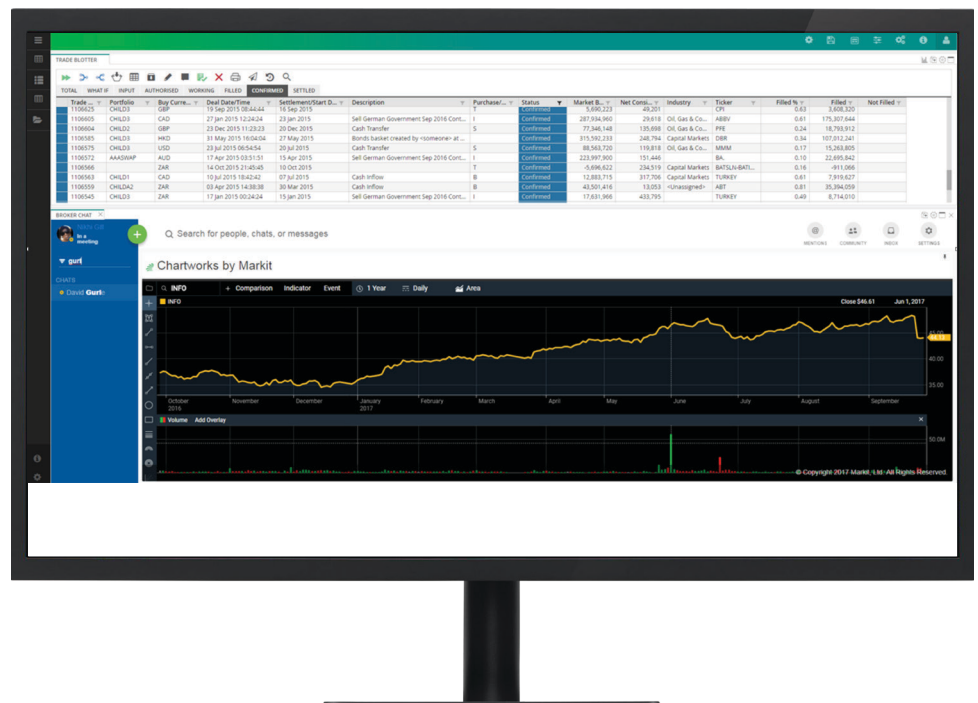 TRADE BLOTTER
TOTAL WHAT IF INPUT AUTHORISED WORKING FILLED CONFIRMED SETTLED
Trade ... Portfolio Buy Curre... Deal Date/Time Settlement/Start D... Description Purchase/... Status Market B... Net Consi... Industry Ticker Filled % Filled Not Filled
1106625 CHILD3 GBP 19 Sep 2015 08:44:44 16 Sep 2015 T Confirmed 5,690,223 49,201 CPI 0.63 3,608,320
1106605 CHILD3 CAD 27 Jan 2015 12:24:24 23 Jan 2015 Sell German Government Sep 2016 Cont... I Confirmed 287,934,960 29,618 Oil, Gas & Co... ABBV 0.61 175,307,644
1106604 CHILD2 GBP 23 Dec 2015 11:23:23 20 Dec 2015 Cash Transfer S Confirmed 77,346,148 135,698 Oil, Gas & Co... PFE 0.24 18,793,912
1106585 CHILD3 HKD 31 May 2015 16:04:04 27 May 2015 Bonds basket created by <someone> at ... Confirmed 315,592,233 248,794 Capital Markets DBR 0.34 107,012,241
1106575 CHILD3 USD 23 Jul 2015 06:54:54 20 Jul 2015 Cash Transfer S Confirmed 88,563,720 119,818 Oil, Gas & Co... MMM 0.17 15,263,805
1106572 AAASWAP AUD 17 Apr 2015 03:51:51 15 Apr 2015 Sell German Government Sep 2016 Cont... I Confirmed 223,997,900 151,446 BA. 0.10 22,695,842
1106566 ZAR 14 Oct 2015 21:45:45 10 Oct 2015 T Confirmed -5,696,622 234,519 Capital Markets BATSLN-BATI... 0.16 -911,066
1106563 CHILD1 CAD 10 Jul 2015 18:42:42 07 Jul 2015 Cash Inflow B Confirmed 12,883,715 317,706 Capital Markets TURKEY 0.61 7,919,627
1106559 CHILDA2 ZAR 03 Apr 2015 14:38:38 30 Mar 2015 Cash Inflow B Confirmed 43,501,416 13,053 <Unassigned> ABT 0.81 35,394,059
1106545 CHILD3 ZAR 17 Jan 2015 00:24:24 15 Jan 2015 Sell German Government Sep 2016 Cont... I Confirmed 17,631,966 433,795 TURKEY 0.49 8,714,010
BROKER CHAT
In a
meeting
Search for people, chats, or messages
MENTIONS COMMUNITY INBOX SETTINGS
gurl
CHATS
David Gurle
Chartworks by Markit
INFO + Comparison Indicator Event 1 Year Daily Area
INFO Close $46.61 Jun 1, 2017
45.00
40.00
35.00
October November December January February March April May June July August September
2016 2017
Volume Add Overlay
50.0M
© Copyright 2017 Markit, Ltd. All Rights Reserved.